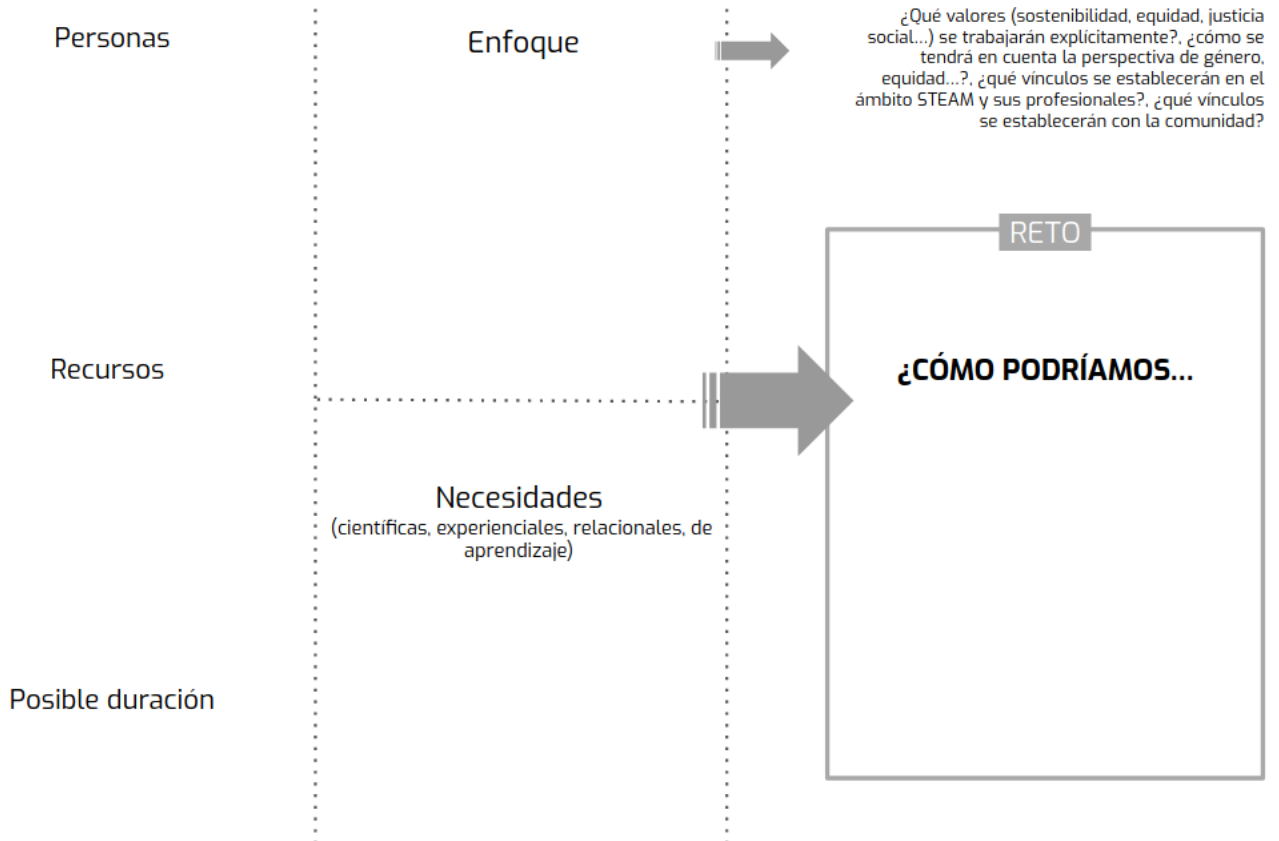 Personas
Recursos
Posible duración
Enfoque
Necesidades
(científicas, experienciales, relacionales, de
aprendizaje)
¿Qué valores (sostenibilidad, equidad, justicia
social...) se trabajarán explícitamente?, ¿cómo se
tendrá en cuenta la perspectiva de género,
equidad...?, ¿qué vínculos se establecerán en el
ámbito STEAM y sus profesionales?, ¿qué vínculos
se establecerán con la comunidad?
RETO
¿CÓMO PODRÍAMOS...